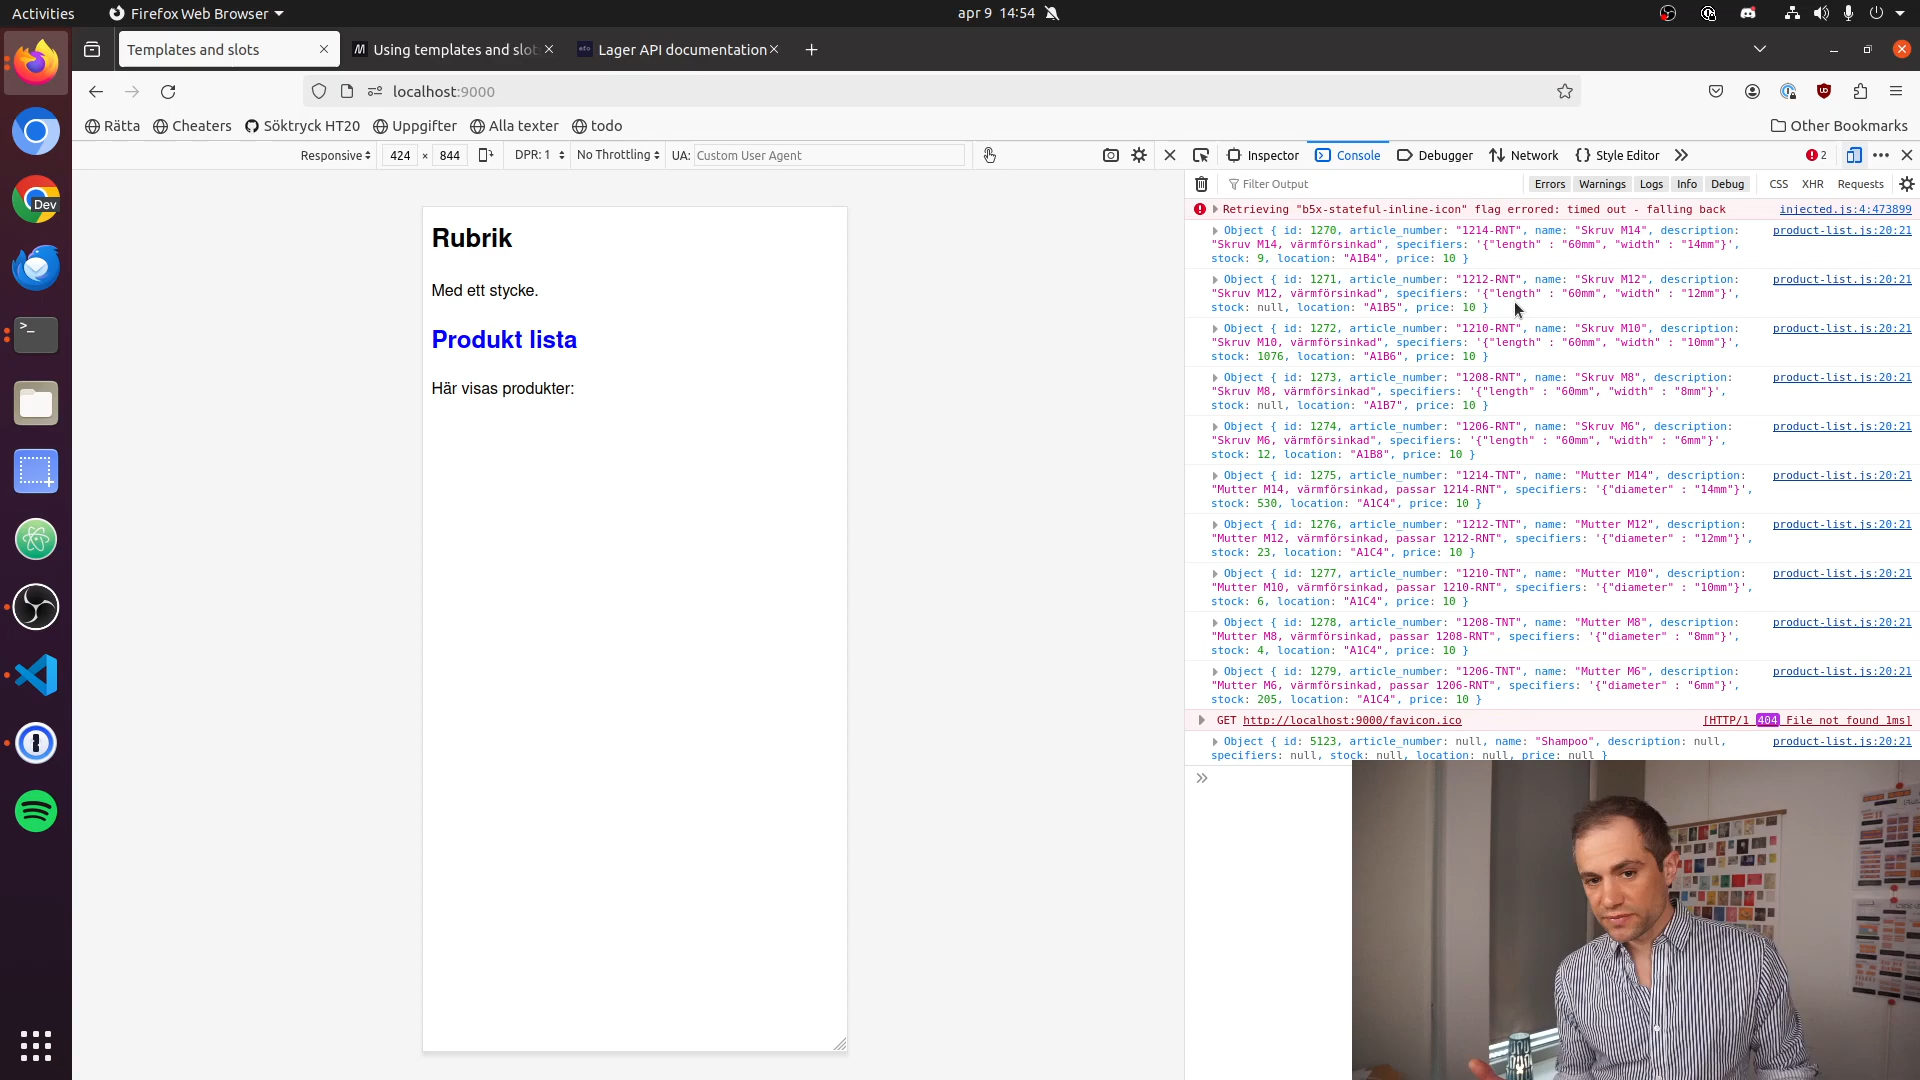 Activities
Firefox Web Browser
apr 9 14:54
Templates and slots
Using templates and slot
Lager API documentation
localhost:9000
Rätta
Cheaters
Söktryck HT20
Uppgifter
Alla texter
todo
Other Bookmarks
Responsive
424 × 844
DPR: 1
No Throttling
UA: Custom User Agent
Inspector
Console
Debugger
Network
Style Editor
2
Filter Output
Errors
Warnings
Logs
Info
Debug
CSS
XHR
Requests
Dev
Rubrik
Med ett stycke.
Produkt lista
Här visas produkter:
Retrieving "b5x-stateful-inline-icon" flag errored: timed out - falling back injected.js:4:473899
Object { id: 1270, article_number: "1214-RNT", name: "Skruv M14", description: product-list.js:20:21
"Skruv M14, värmförsinkad", specifiers: '{"length" : "60mm", "width" : "14mm"}',
stock: 9, location: "A1B4", price: 10 }
Object { id: 1271, article_number: "1212-RNT", name: "Skruv M12", description: product-list.js:20:21
"Skruv M12, värmförsinkad", specifiers: '{"length" : "60mm", "width" : "12mm"}',
stock: null, location: "A1B5", price: 10 }
Object { id: 1272, article_number: "1210-RNT", name: "Skruv M10", description: product-list.js:20:21
"Skruv M10, värmförsinkad", specifiers: '{"length" : "60mm", "width" : "10mm"}',
stock: 1076, location: "A1B6", price: 10 }
Object { id: 1273, article_number: "1208-RNT", name: "Skruv M8", description: product-list.js:20:21
"Skruv M8, värmförsinkad", specifiers: '{"length" : "60mm", "width" : "8mm"}',
stock: null, location: "A1B7", price: 10 }
Object { id: 1274, article_number: "1206-RNT", name: "Skruv M6", description: product-list.js:20:21
"Skruv M6, värmförsinkad", specifiers: '{"length" : "60mm", "width" : "6mm"}',
stock: 12, location: "A1B8", price: 10 }
Object { id: 1275, article_number: "1214-TNT", name: "Mutter M14", description: product-list.js:20:21
"Mutter M14, värmförsinkad, passar 1214-RNT", specifiers: '{"diameter" : "14mm"}',
stock: 530, location: "A1C4", price: 10 }
Object { id: 1276, article_number: "1212-TNT", name: "Mutter M12", description: product-list.js:20:21
"Mutter M12, värmförsinkad, passar 1212-RNT", specifiers: '{"diameter" : "12mm"}',
stock: 23, location: "A1C4", price: 10 }
Object { id: 1277, article_number: "1210-TNT", name: "Mutter M10", description: product-list.js:20:21
"Mutter M10, värmförsinkad, passar 1210-RNT", specifiers: '{"diameter" : "10mm"}',
stock: 6, location: "A1C4", price: 10 }
Object { id: 1278, article_number: "1208-TNT", name: "Mutter M8", description: product-list.js:20:21
"Mutter M8, värmförsinkad, passar 1208-RNT", specifiers: '{"diameter" : "8mm"}',
stock: 4, location: "A1C4", price: 10 }
Object { id: 1279, article_number: "1206-TNT", name: "Mutter M6", description: product-list.js:20:21
"Mutter M6, värmförsinkad, passar 1206-RNT", specifiers: '{"diameter" : "6mm"}',
stock: 205, location: "A1C4", price: 10 }
GET http://localhost:9000/favicon.ico [HTTP/1 404 File not found 1ms]
Object { id: 5123, article_number: null, name: "Shampoo", description: null, product-list.js:20:21
specifiers: null, stock: null, location: null, price: null }